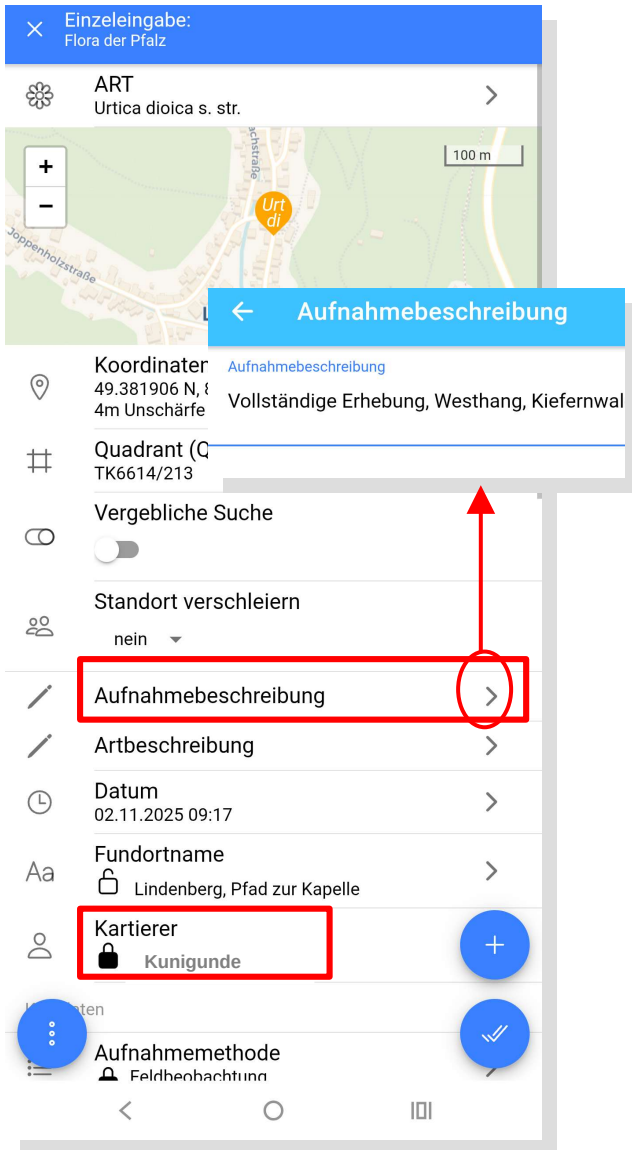 Einzeleingabe:
Flora der Pfalz
ART
Urtica dioica s. str.
+
−
100 m
Urt
di
Joppenholzstraße
L
Aufnahmebeschreibung
Aufnahmebeschreibung
Vollständige Erhebung, Westhang, Kiefernwal
Koordinaten
49.381906 N,
4m Unschärfe
Quadrant (Q
TK6614/213
Vergebliche Suche
Standort verschleiern
nein
Aufnahmebeschreibung
Artbeschreibung
Datum
02.11.2025 09:17
Aa
Fundortname
Lindenberg, Pfad zur Kapelle
Kartierer
Kunigunde
+
ten
Aufnahmemethode
Feldbeobachtung